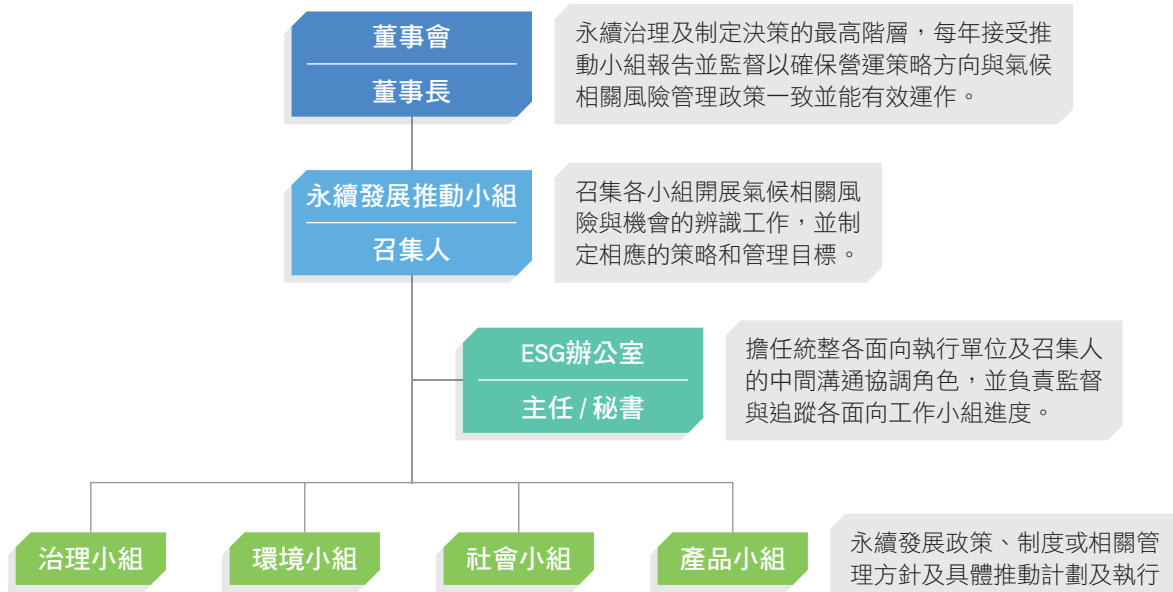 董事會
董事長
永續治理及制定決策的最高階層，每年接受推
動小組報告並監督以確保營運策略方向與氣候
相關風險管理政策一致並能有效運作。
永續發展推動小組
召集人
召集各小組開展氣候相關風
險與機會的辨識工作，並制
定相應的策略和管理目標。
ESG辦公室
主任 / 秘書
擔任統整各面向執行單位及召集人
的中間溝通協調角色，並負責監督
與追蹤各面向工作小組進度。
治理小組
環境小組
社會小組
產品小組
永續發展政策、制度或相關管
理方針及具體推動計劃及執行